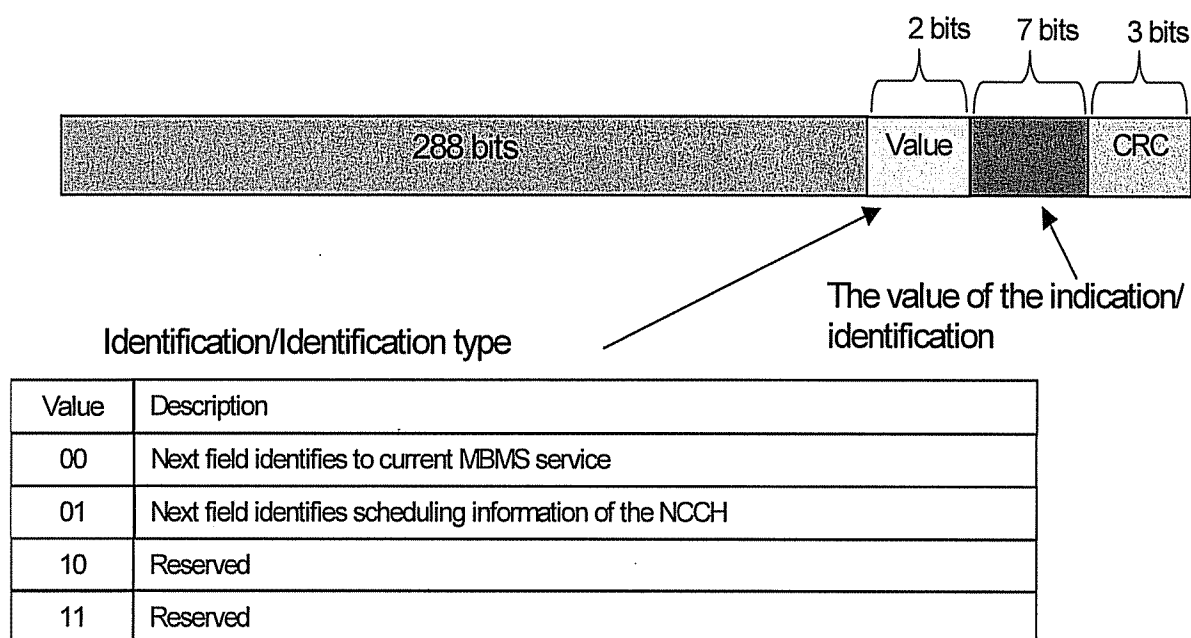 2 bits 7 bits 3 bits
288 bits Value CRC
The value of the indication/
identification
Identification/Identification type
Value Description
00 Next field identifies to current MBMS service
01 Next field identifies scheduling information of the NCCH
10 Reserved
11 Reserved